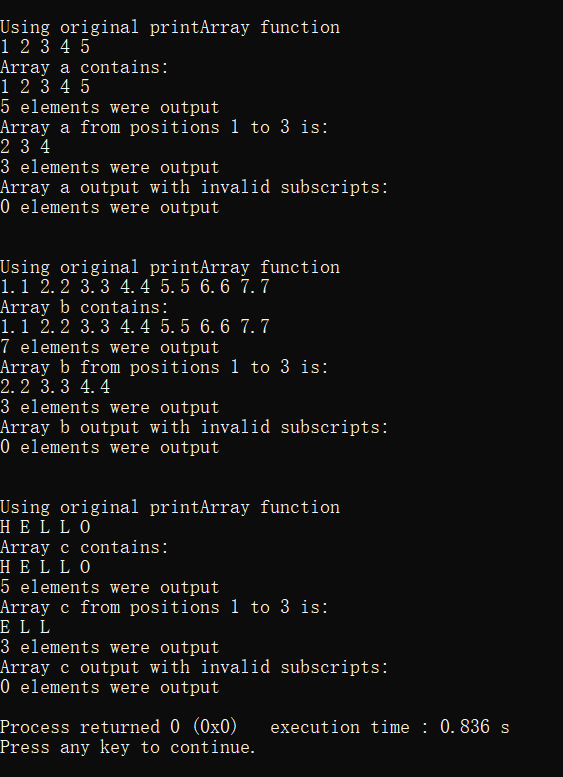 Using original printArray function
1 2 3 4 5
Array a contains:
1 2 3 4 5
5 elements were output
Array a from positions 1 to 3 is:
2 3 4
3 elements were output
Array a output with invalid subscripts:
0 elements were output
Using original printArray function
1.1 2.2 3.3 4.4 5.5 6.6 7.7
Array b contains:
1.1 2.2 3.3 4.4 5.5 6.6 7.7
7 elements were output
Array b from positions 1 to 3 is:
2.2 3.3 4.4
3 elements were output
Array b output with invalid subscripts:
0 elements were output
Using original printArray function
H E L L O
Array c contains:
H E L L O
5 elements were output
Array c from positions 1 to 3 is:
E L L
3 elements were output
Array c output with invalid subscripts:
0 elements were output
Process returned 0 (0x0)   execution time : 0.836 s
Press any key to continue.